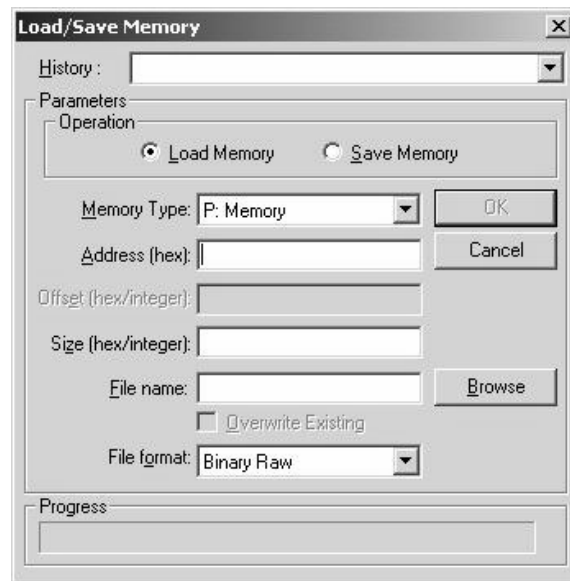 Load/Save Memory
History :
Parameters
Operation
Load Memory Save Memory
Memory Type: P: Memory OK
Address (hex): Cancel
Offset (hex/integer):
Size (hex/integer):
File name: Browse
Overwrite Existing
File format: Binary Raw
Progress